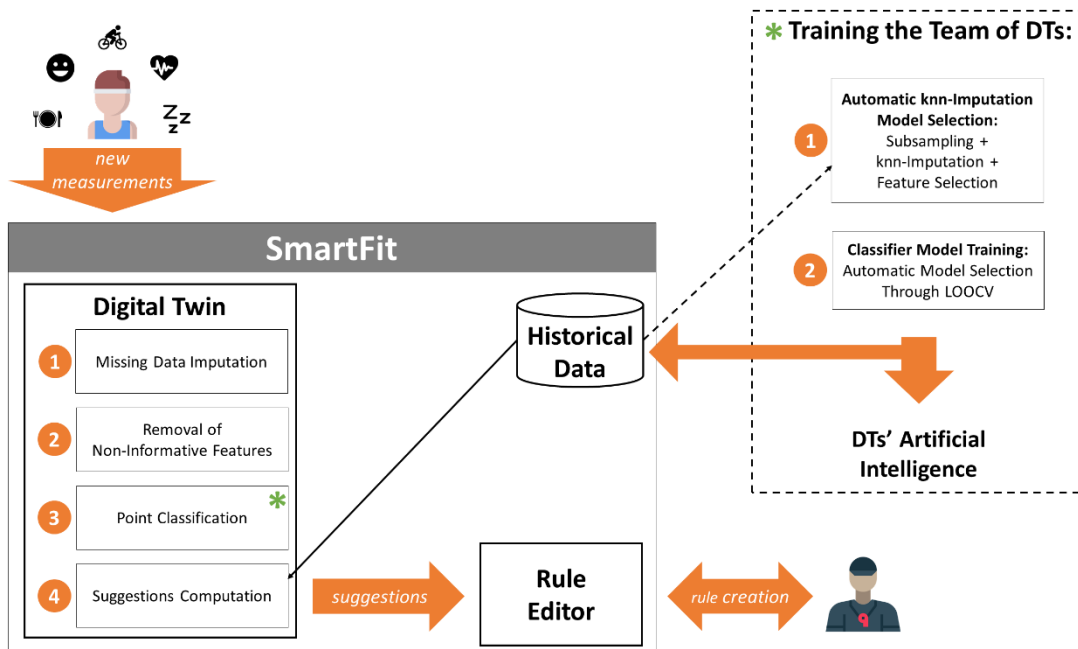 new
measurements
SmartFit
Digital Twin
1
Missing Data Imputation
2
Removal of
Non-Informative Features
3
Point Classification
*
4
Suggestions Computation
Historical
Data
suggestions
Rule
Editor
rule creation
* Training the Team of DTs:
1
Automatic knn-Imputation
Model Selection:
Subsampling +
knn-Imputation +
Feature Selection
2
Classifier Model Training:
Automatic Model Selection
Through LOOCV
DTs' Artificial
Intelligence
Zzz